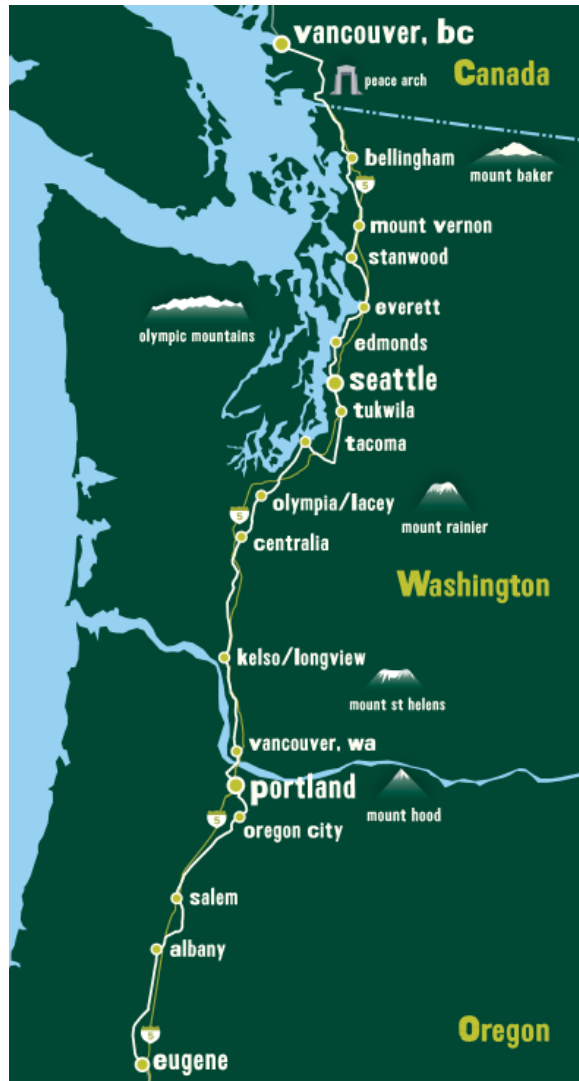 vancouver, bc
peace arch
Canada
bellingham
mount baker
5
mount vernon
stanwood
everett
olympic mountains
edmonds
seattle
tukwila
tacoma
olympia/lacey
mount rainier
5
centralia
Washington
kelso/longview
mount st helens
vancouver, wa
portland
mount hood
5
oregon city
salem
albany
Oregon
5
eugene